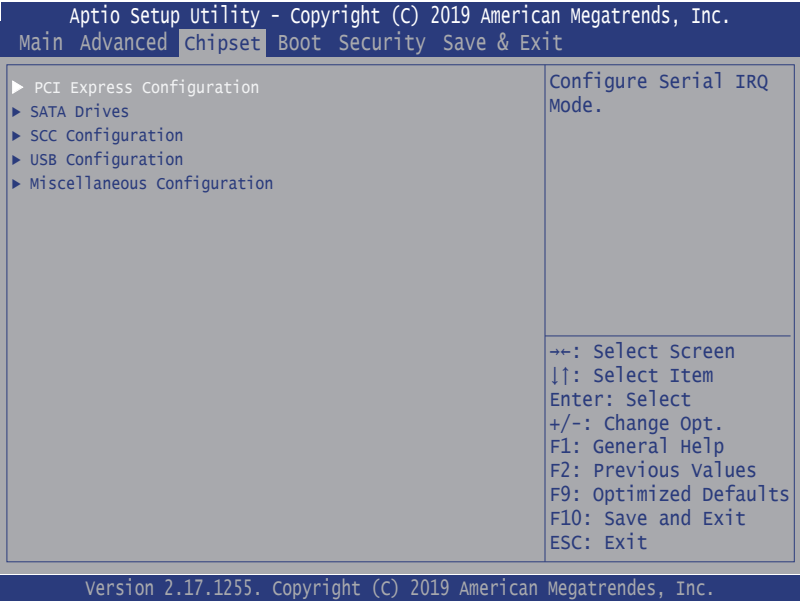 Aptio Setup Utility - Copyright (C) 2019 American Megatrends, Inc.
Main Advanced Chipset Boot Security Save & Exit
▶ PCI Express Configuration
▶ SATA Drives
▶ SCC Configuration
▶ USB Configuration
▶ Miscellaneous Configuration
Configure Serial IRQ
Mode.
→←: Select Screen
↓↑: Select Item
Enter: Select
+/-: Change Opt.
F1: General Help
F2: Previous Values
F9: Optimized Defaults
F10: Save and Exit
ESC: Exit
Version 2.17.1255. Copyright (C) 2019 American Megatrendes, Inc.